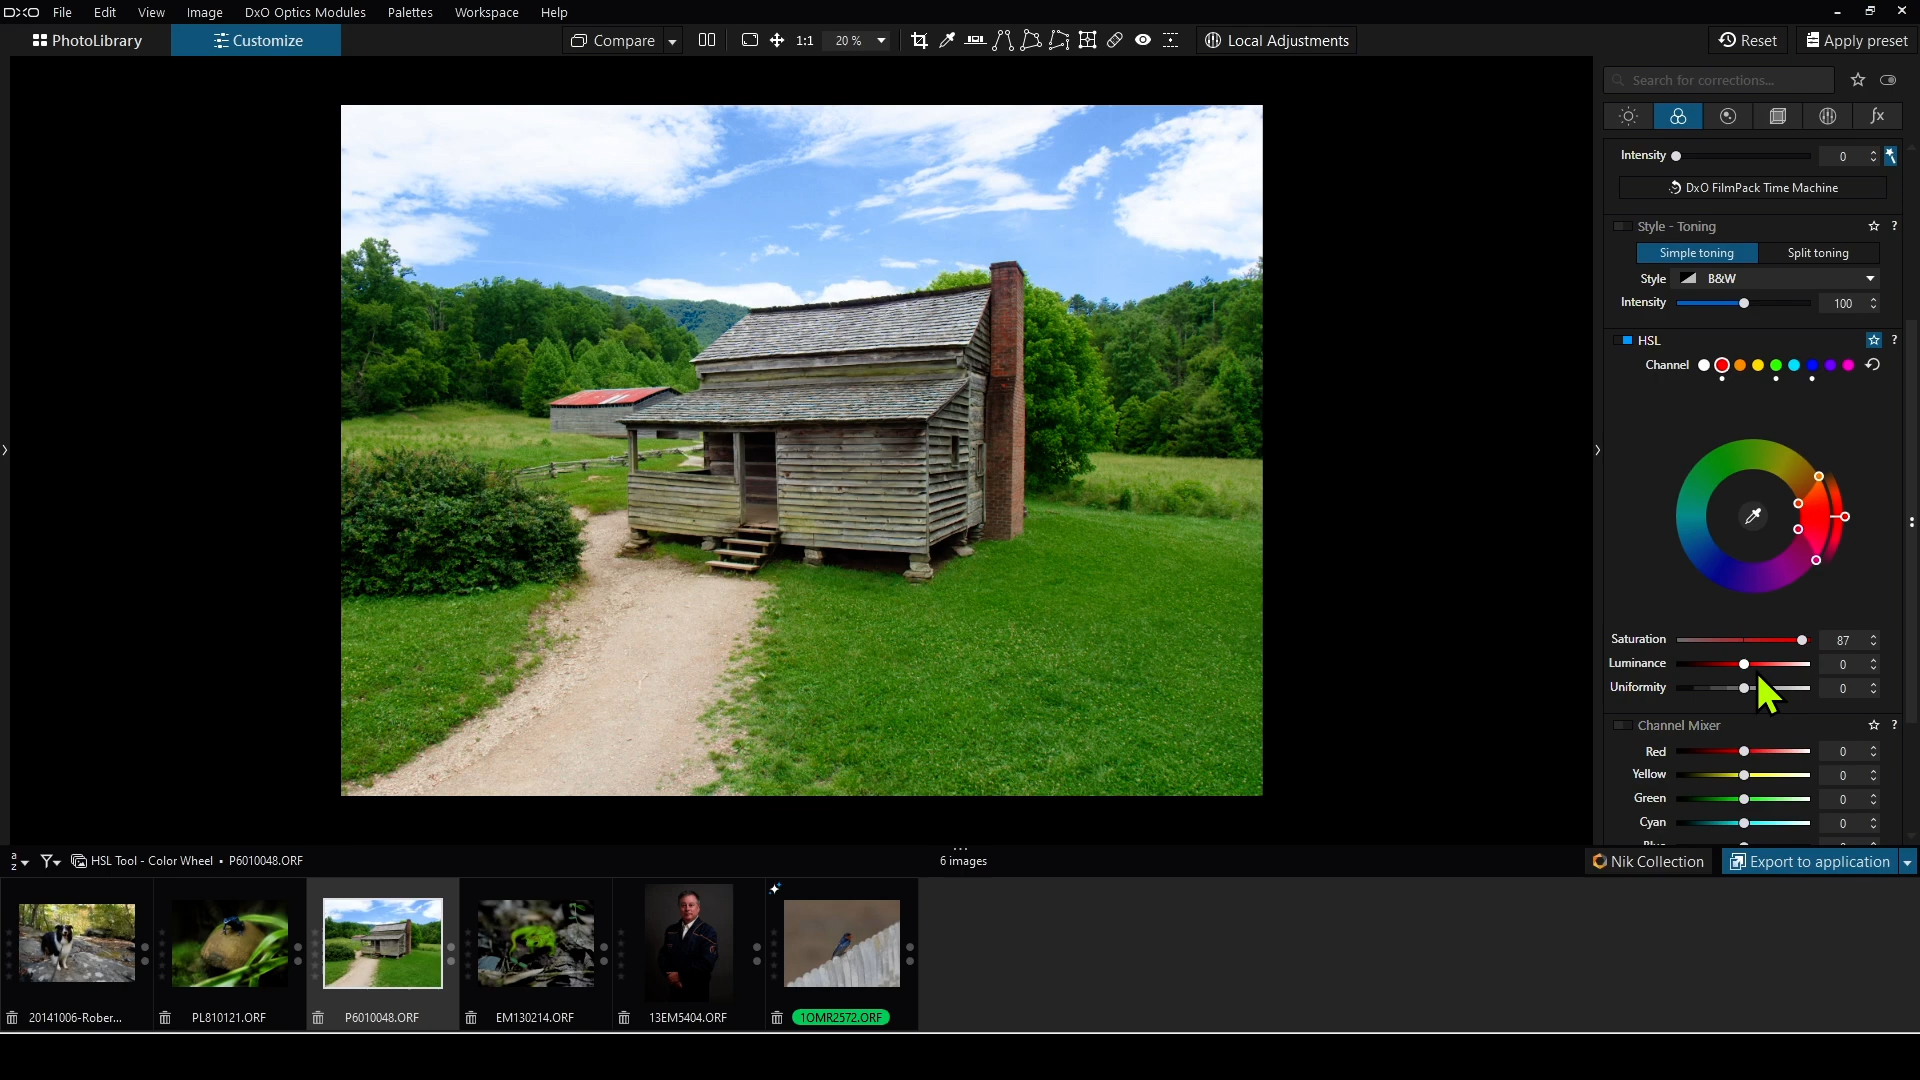 DXO File Edit View Image DxO Optics Modules Palettes Workspace Help
PhotoLibrary Customize Compare 1:1 20 % Local Adjustments Reset Apply preset
Search for corrections...
fx
Intensity 0
DxO FilmPack Time Machine
Style - Toning ?
Simple toning Split toning
Style B&W
Intensity 100
HSL ?
Channel
Saturation 87
Luminance 0
Uniformity 0
Channel Mixer ?
Red 0
Yellow 0
Green 0
Cyan 0
a z HSL Tool - Color Wheel • P6010048.ORF 6 images Nik Collection Export to application
20141006-Rober... PL810121.ORF P6010048.ORF EM130214.ORF 13EM5404.ORF 1OMR2572.ORF